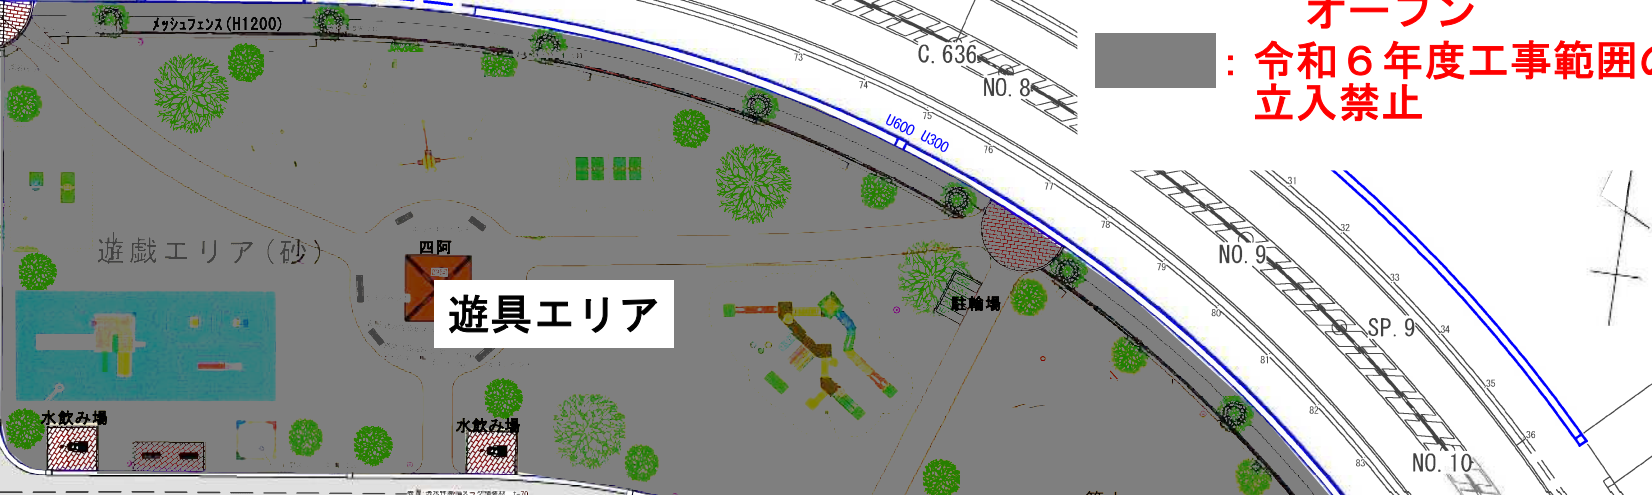 オープン
：令和６年度工事範囲の
立入禁止
メッシュフェンス(H1200)
C.636
NO.8
73
74
75
76
77
78
79
80
81
82
83
U600 U300
31
32
33
34
35
36
NO.9
SP.9
NO.10
遊戯エリア(砂)
四阿
遊具エリア
駐輪場
水飲み場
水飲み場